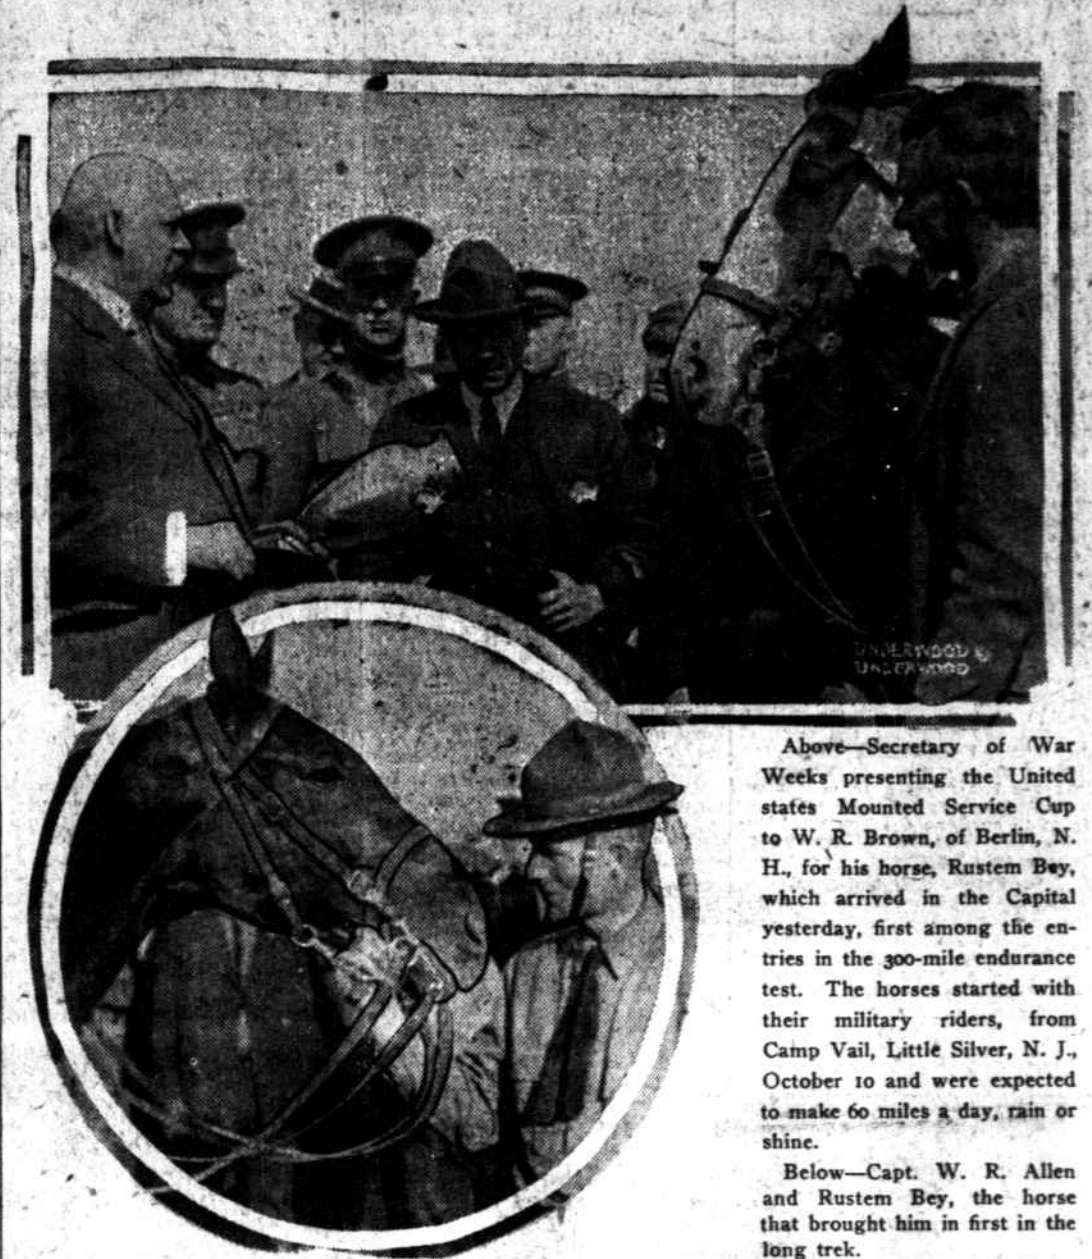 UNDERWOOD &
UNDERWOOD
Above—Secretary of War
Weeks presenting the United
states Mounted Service Cup
to W. R. Brown, of Berlin, N.
H., for his horse, Rustem Bey,
which arrived in the Capital
yesterday, first among the en-
tries in the 300-mile endurance
test. The horses started with
their military riders, from
Camp Vail, Little Silver, N. J.,
October 10 and were expected
to make 60 miles a day, rain or
shine.
Below—Capt. W. R. Allen
and Rustem Bey, the horse
that brought him in first in the
long trek.